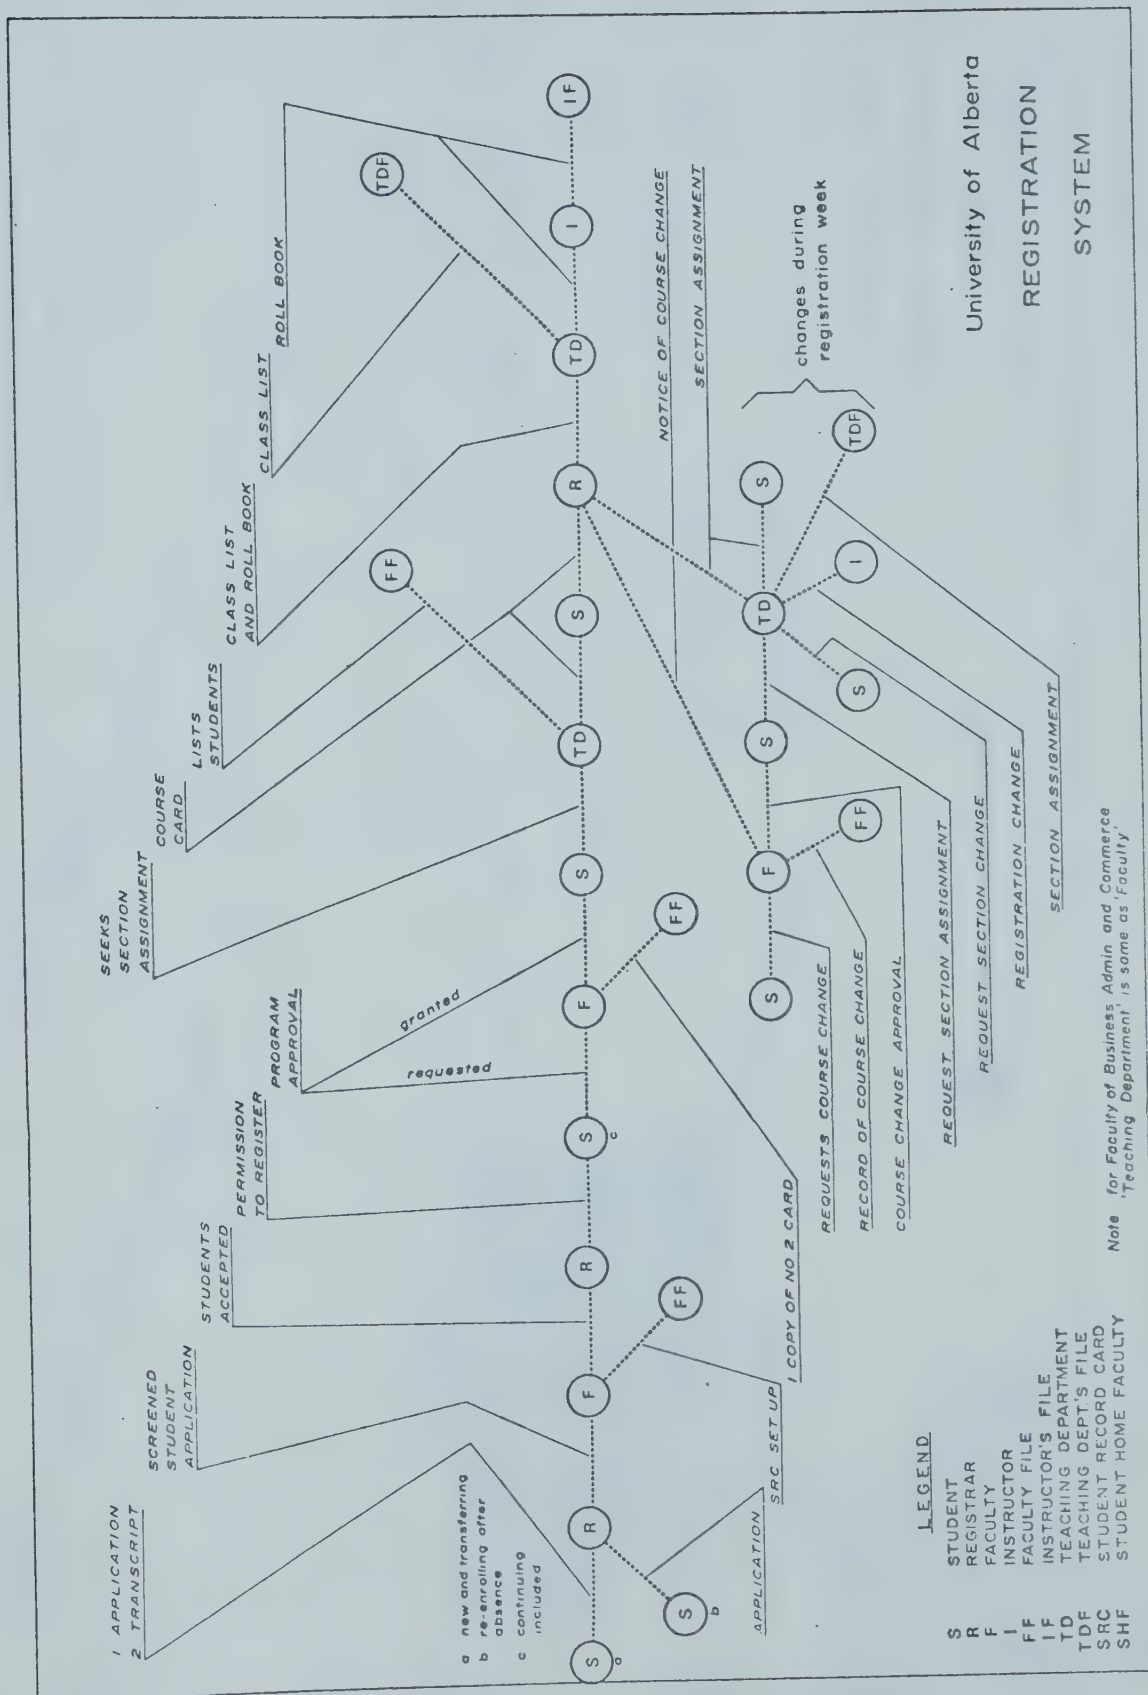 1 APPLICATION
2 TRANSCRIPT
SCREENED
STUDENT
APPLICATION
STUDENTS
ACCEPTED
PERMISSION
TO REGISTER
PROGRAM
APPROVAL
requested
granted
SEEKS
SECTION
ASSIGNMENT
COURSE
CARD
LISTS
STUDENTS
CLASS LIST
AND ROLL BOOK
CLASS LIST
ROLL BOOK
S
a
R
F
R
S
c
F
S
TD
S
R
TD
I
IF
S
b
FF
FF
FF
TDF
a new and transferring
b re-enrolling after
absence
c continuing
included
APPLICATION
SRC SET UP
1 COPY OF NO 2 CARD
S
F
S
TD
S
FF
S
I
TDF
NOTICE OF COURSE CHANGE
SECTION ASSIGNMENT
changes during
registration week
REQUESTS COURSE CHANGE
RECORD OF COURSE CHANGE
COURSE CHANGE APPROVAL
REQUEST SECTION ASSIGNMENT
REQUEST SECTION CHANGE
REGISTRATION CHANGE
SECTION ASSIGNMENT
LEGEND
S STUDENT
R REGISTRAR
F FACULTY
I INSTRUCTOR
FF FACULTY FILE
IF INSTRUCTOR'S FILE
TD TEACHING DEPARTMENT
TDF TEACHING DEPT.'S FILE
SRC STUDENT RECORD CARD
SHF STUDENT HOME FACULTY
Note for Faculty of Business Admin and Commerce
'Teaching Department' is same as 'Faculty'
University of Alberta
REGISTRATION
SYSTEM